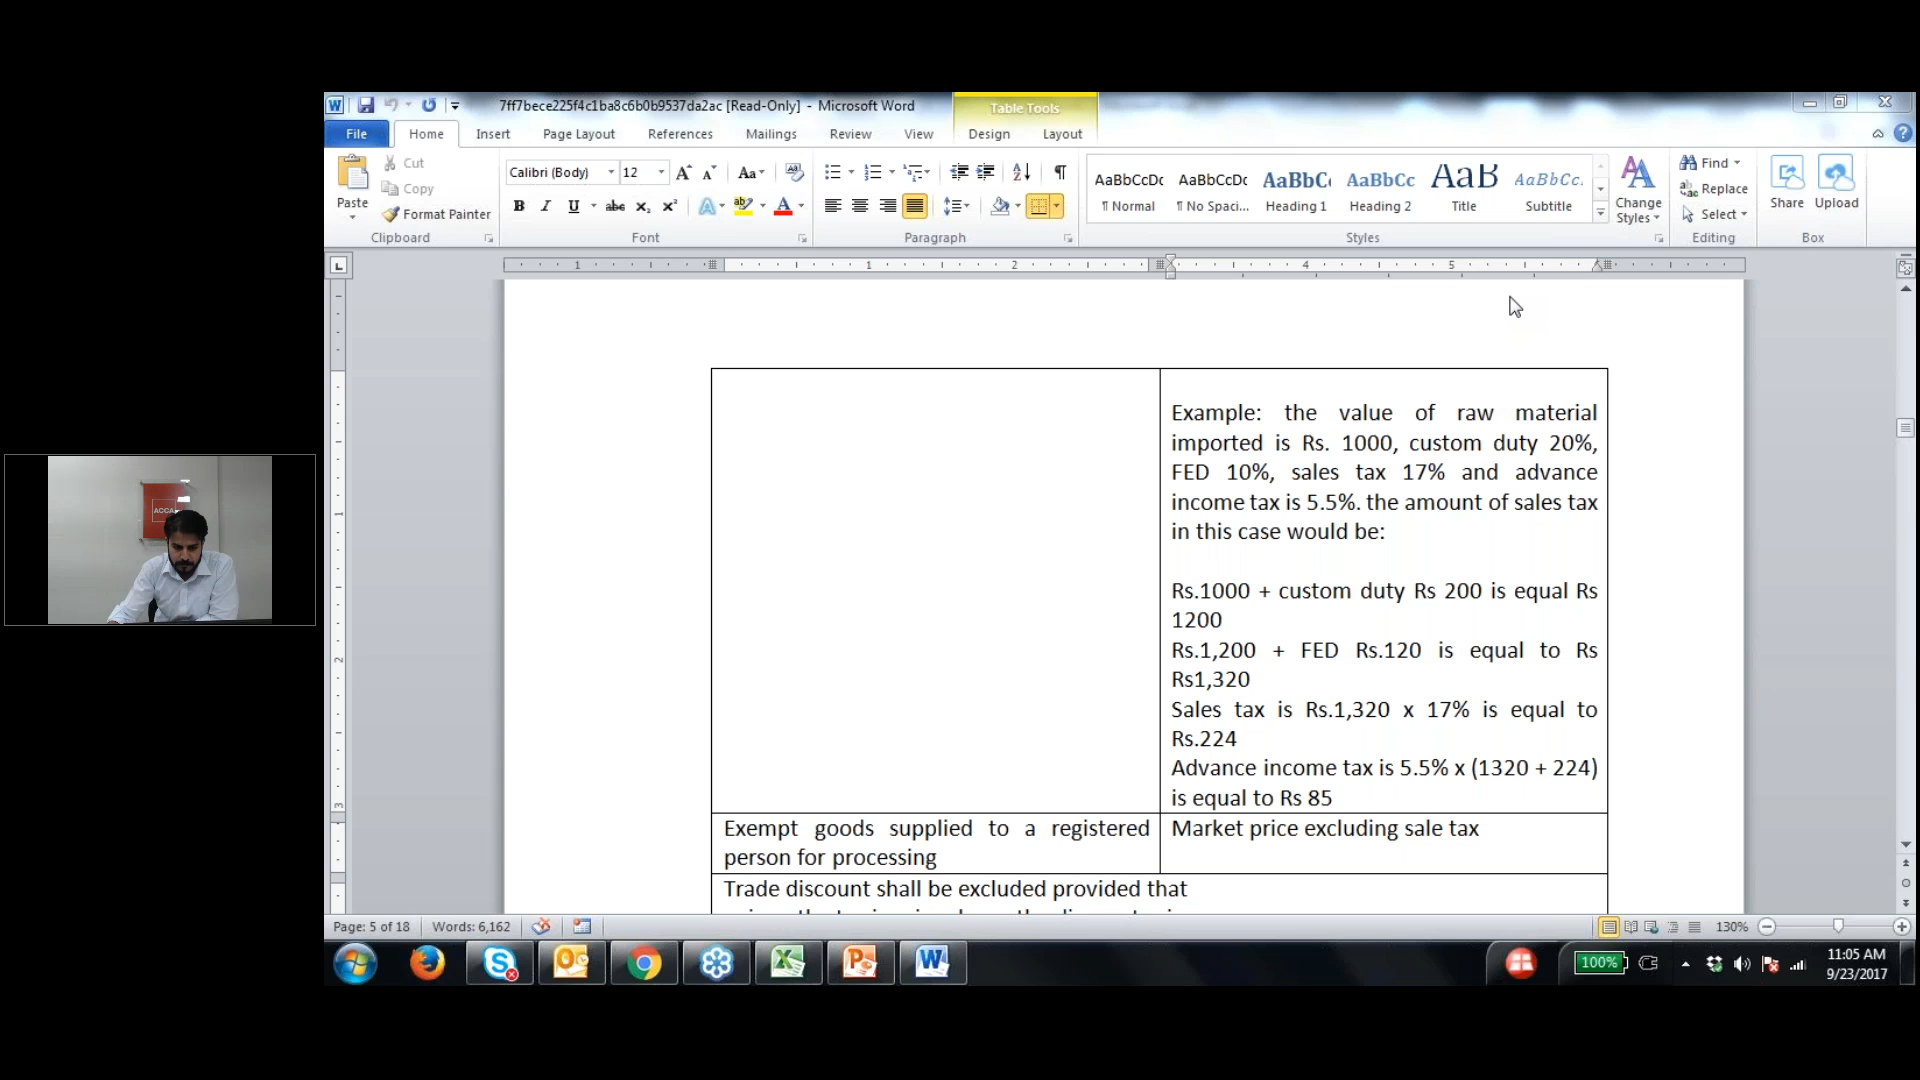 7ff7bece225f4c1ba8c6b0b9537da2ac [Read-Only] - Microsoft Word
Table Tools
File Home Insert Page Layout References Mailings Review View Design Layout
Paste
Cut
Copy
Format Painter
Clipboard
Calibri (Body) 12
Font
Paragraph
AaBbCcDc AaBbCcDc AaBbC AaBbCc AaB AaBbCc.
¶ Normal ¶ No Spaci... Heading 1 Heading 2 Title Subtitle
Change Styles
Styles
Find
Replace
Select
Editing
Share Upload
Box
1 1 2 4 5
ACCA
Example: the value of raw material
imported is Rs. 1000, custom duty 20%,
FED 10%, sales tax 17% and advance
income tax is 5.5%. the amount of sales tax
in this case would be:
Rs.1000 + custom duty Rs 200 is equal Rs
1200
Rs.1,200 + FED Rs.120 is equal to Rs
Rs1,320
Sales tax is Rs.1,320 x 17% is equal to
Rs.224
Advance income tax is 5.5% x (1320 + 224)
is equal to Rs 85
Exempt goods supplied to a registered
person for processing
Market price excluding sale tax
Trade discount shall be excluded provided that
Page: 5 of 18 Words: 6,162 130%
100%
11:05 AM
9/23/2017